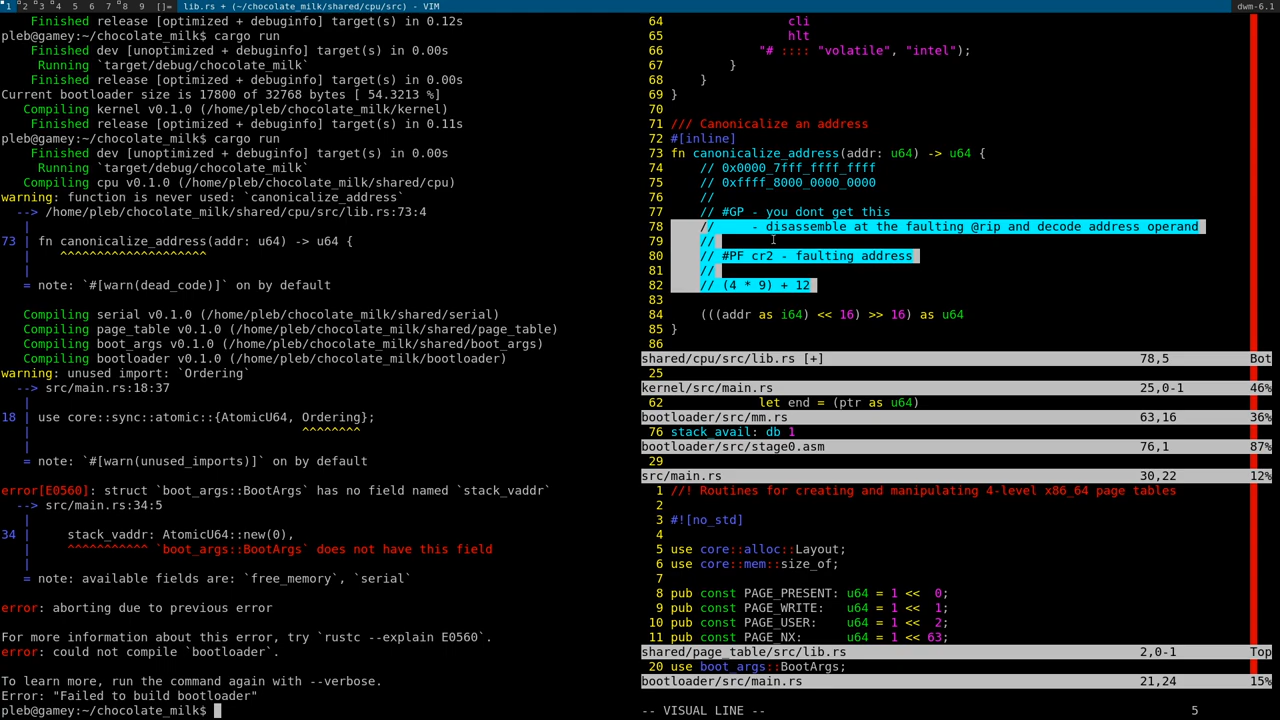 1 2 3 4 5 6 7 8 9 []= lib.rs + (~/chocolate_milk/shared/cpu/src) - VIM dwm-6.1
    Finished release [optimized + debuginfo] target(s) in 0.12s
pleb@gamey:~/chocolate_milk$ cargo run
    Finished dev [unoptimized + debuginfo] target(s) in 0.00s
     Running `target/debug/chocolate_milk`
    Finished release [optimized + debuginfo] target(s) in 0.00s
Current bootloader size is 17800 of 32768 bytes [ 54.3213 %]
   Compiling kernel v0.1.0 (/home/pleb/chocolate_milk/kernel)
    Finished release [optimized + debuginfo] target(s) in 0.11s
pleb@gamey:~/chocolate_milk$ cargo run
    Finished dev [unoptimized + debuginfo] target(s) in 0.00s
     Running `target/debug/chocolate_milk`
   Compiling cpu v0.1.0 (/home/pleb/chocolate_milk/shared/cpu)
warning: function is never used: `canonicalize_address`
  --> /home/pleb/chocolate_milk/shared/cpu/src/lib.rs:73:4
   |
73 | fn canonicalize_address(addr: u64) -> u64 {
   |    ^^^^^^^^^^^^^^^^^^^^
   |
   = note: `#[warn(dead_code)]` on by default
   Compiling serial v0.1.0 (/home/pleb/chocolate_milk/shared/serial)
   Compiling page_table v0.1.0 (/home/pleb/chocolate_milk/shared/page_table)
   Compiling boot_args v0.1.0 (/home/pleb/chocolate_milk/shared/boot_args)
   Compiling bootloader v0.1.0 (/home/pleb/chocolate_milk/bootloader)
warning: unused import: `Ordering`
  --> src/main.rs:18:37
   |
18 | use core::sync::atomic::{AtomicU64, Ordering};
   |                                     ^^^^^^^^
   |
   = note: `#[warn(unused_imports)]` on by default
error[E0560]: struct `boot_args::BootArgs` has no field named `stack_vaddr`
  --> src/main.rs:34:5
   |
34 |     stack_vaddr: AtomicU64::new(0),
   |     ^^^^^^^^^^^ `boot_args::BootArgs` does not have this field
   |
   = note: available fields are: `free_memory`, `serial`
error: aborting due to previous error
For more information about this error, try `rustc --explain E0560`.
error: could not compile `bootloader`.
To learn more, run the command again with --verbose.
Error: "Failed to build bootloader"
pleb@gamey:~/chocolate_milk$
64                 cli
65                 hlt
66             "# :::: "volatile", "intel");
67         }
68     }
69 }
70
71 /// Canonicalize an address
72 #[inline]
73 fn canonicalize_address(addr: u64) -> u64 {
74     // 0x0000_7fff_ffff_ffff
75     // 0xffff_8000_0000_0000
76     //
77     // #GP - you dont get this
78     //     - disassemble at the faulting @rip and decode address operand
79     //
80     // #PF cr2 - faulting address
81     //
82     // (4 * 9) + 12
83
84     (((addr as i64) << 16) >> 16) as u64
85 }
86
shared/cpu/src/lib.rs [+] 78,5 Bot
25
kernel/src/main.rs 25,0-1 46%
62             let end = (ptr as u64)
bootloader/src/mm.rs 63,16 36%
76 stack_avail: db 1
bootloader/src/stage0.asm 76,1 87%
29
src/main.rs 30,22 12%
1 //! Routines for creating and manipulating 4-level x86_64 page tables
2
3 #![no_std]
4
5 use core::alloc::Layout;
6 use core::mem::size_of;
7
8 pub const PAGE_PRESENT: u64 = 1 <<  0;
9 pub const PAGE_WRITE:   u64 = 1 <<  1;
10 pub const PAGE_USER:    u64 = 1 <<  2;
11 pub const PAGE_NX:      u64 = 1 << 63;
shared/page_table/src/lib.rs 2,0-1 Top
20 use boot_args::BootArgs;
bootloader/src/main.rs 21,24 15%
-- VISUAL LINE -- 5